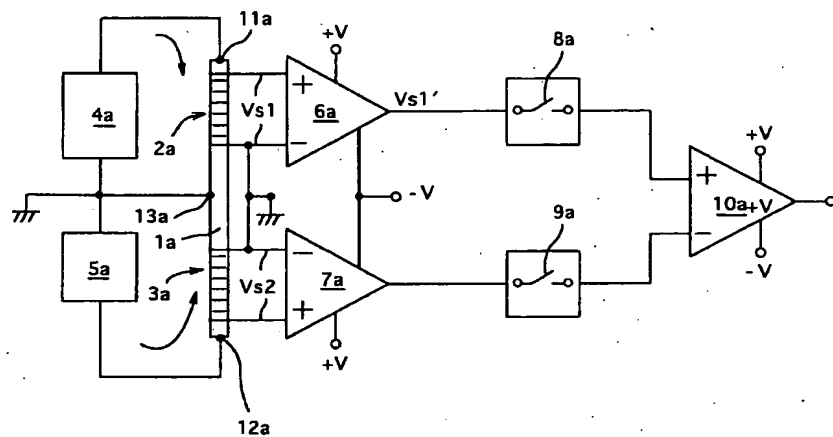 11a
+V
8a
4a
2a
Vs1
+
6a
−
Vs1'
+V
13a
1a
-V
9a
+
10a
+V
−
-V
5a
3a
Vs2
−
7a
+
+V
12a